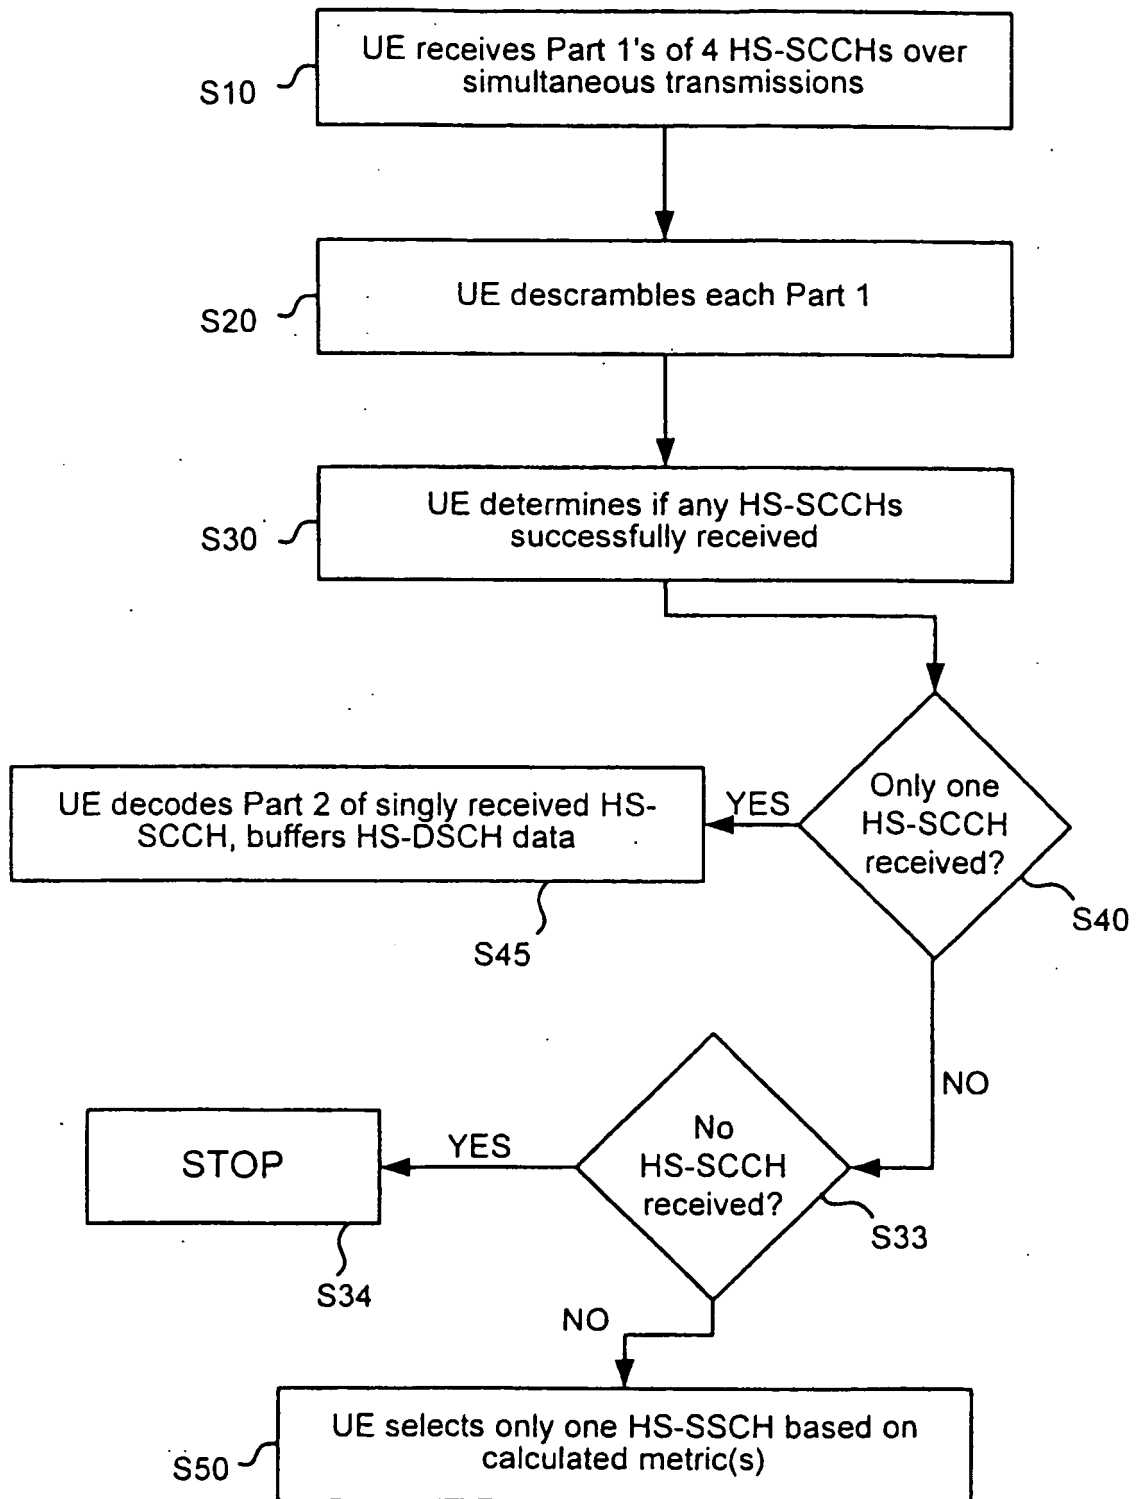 UE receives Part 1's of 4 HS-SCCHs over
simultaneous transmissions
S10
UE descrambles each Part 1
S20
UE determines if any HS-SCCHs
successfully received
S30
Only one
HS-SCCH
received?
S40
YES
UE decodes Part 2 of singly received HS-
SCCH, buffers HS-DSCH data
S45
NO
No
HS-SCCH
received?
S33
YES
STOP
S34
NO
UE selects only one HS-SSCH based on
calculated metric(s)
S50